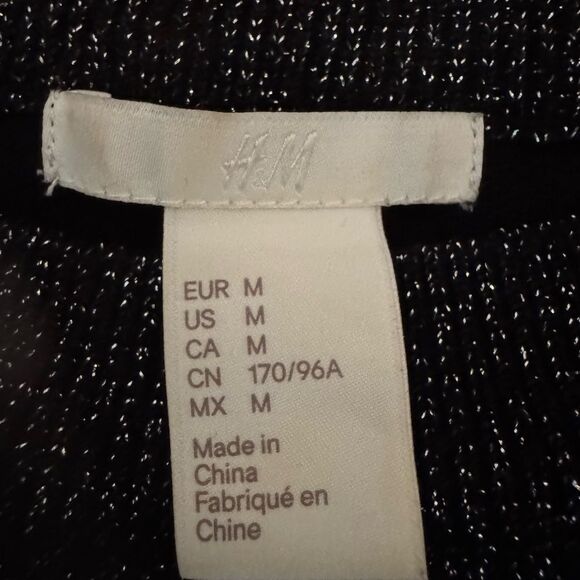 H&M
EUR M
US M
CA M
CN 170/96A
MX M
Made in
China
Fabriqué en
Chine